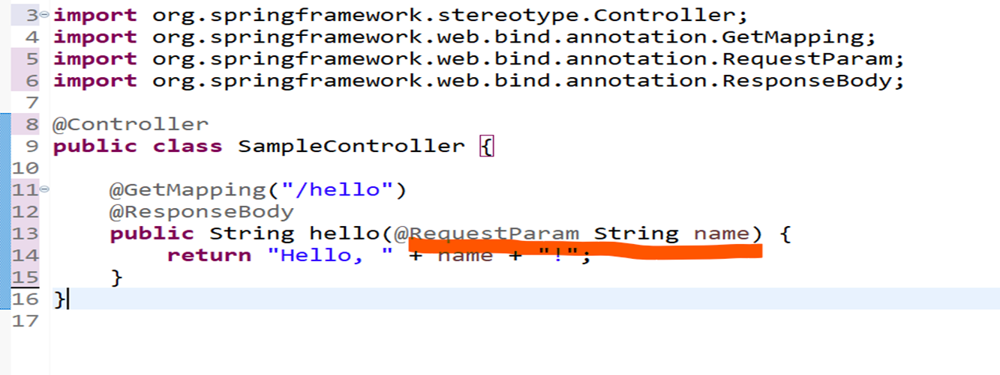 3 import org.springframework.stereotype.Controller;
4 import org.springframework.web.bind.annotation.GetMapping;
5 import org.springframework.web.bind.annotation.RequestParam;
6 import org.springframework.web.bind.annotation.ResponseBody;
7
8 @Controller
9 public class SampleController {
10
11 @GetMapping("/hello")
12 @ResponseBody
13 public String hello(@RequestParam String name) {
14 return "Hello, " + name + "!";
15 }
16 }
17